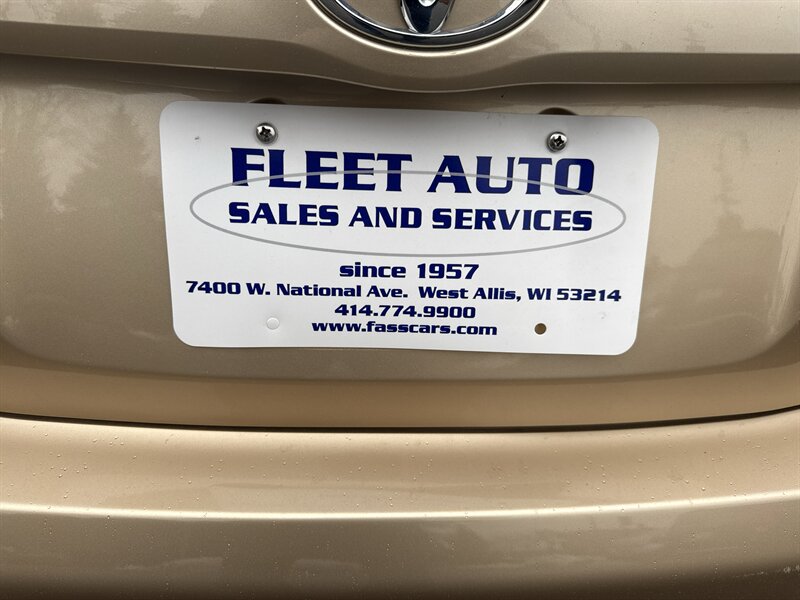 FLEET AUTO
SALES AND SERVICES
since 1957
7400 W. National Ave. West Allis, WI 53214
414.774.9900
www.fasscars.com